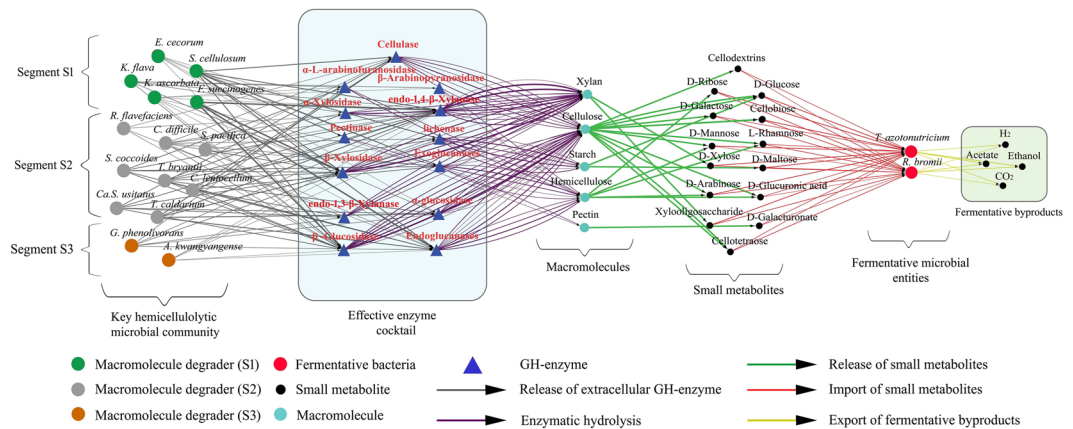 Segment S1
Segment S2
Segment S3
E. cecorum
S. cellulosum
K. flava
K. ascorbata
F. succinogenes
R. flavefaciens
C. difficile
S. pacifica
S. coccoides
T. bryantii
C. lentocellum
Ca.S. usitatus
T. caldarium
G. phenolivorans
A. kwangyangense
Key hemicellulolytic
microbial community
Cellulase
α-L-arabinofuranosidase
β-Arabinopyranosidase
α-Xylosidase
endo-1,4-β-Xylanase
Pectinase
lichenase
β-Xylosidase
Exoglucanases
endo-1,3-β-Xylanase
α-glucosidase
β-Glucosidase
Endoglucanases
Effective enzyme
cocktail
Xylan
Cellulose
Starch
Hemicellulose
Pectin
Macromolecules
Cellodextrins
D-Ribose
D-Glucose
D-Galactose
Cellobiose
D-Mannose
L-Rhamnose
D-Xylose
D-Maltose
D-Arabinose
D-Glucuronic acid
Xylooligosaccharide
D-Galacturonate
Cellotetraose
Small metabolites
T. azotonutricium
R. bromii
Fermentative microbial
entities
H2
Acetate
Ethanol
CO2
Fermentative byproducts
Macromolecule degrader (S1)
Fermentative bacteria
GH-enzyme
Release of small metabolites
Macromolecule degrader (S2)
Small metabolite
Release of extracellular GH-enzyme
Import of small metabolites
Macromolecule degrader (S3)
Macromolecule
Enzymatic hydrolysis
Export of fermentative byproducts